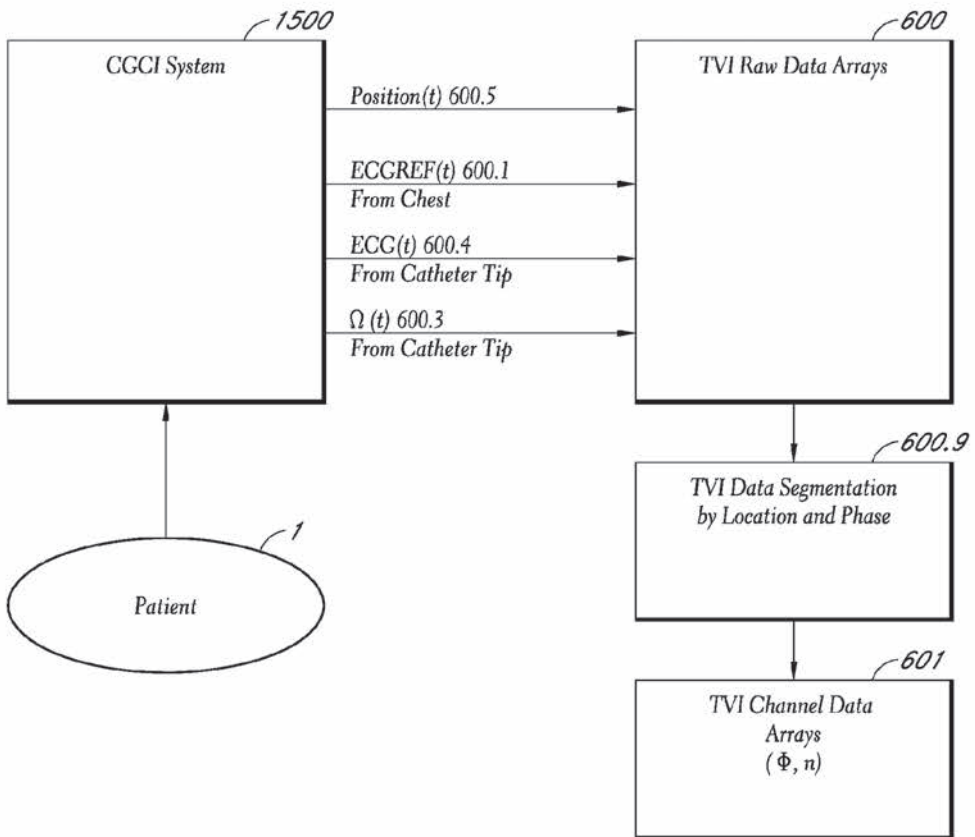 1500
CGCI System
600
TVI Raw Data Arrays
Position(t) 600.5
ECGREF(t) 600.1
From Chest
ECG(t) 600.4
From Catheter Tip
Ω (t) 600.3
From Catheter Tip
600.9
TVI Data Segmentation
by Location and Phase
1
Patient
601
TVI Channel Data
Arrays
(Φ, n)